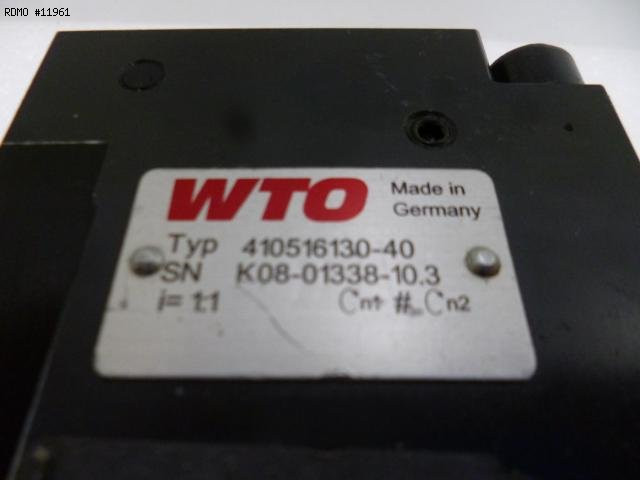 RDMO #11961
WTO Made in Germany
Typ 410516130-40
SN K08-01338-10.3
i= 1:1 Cn1 # Cn2